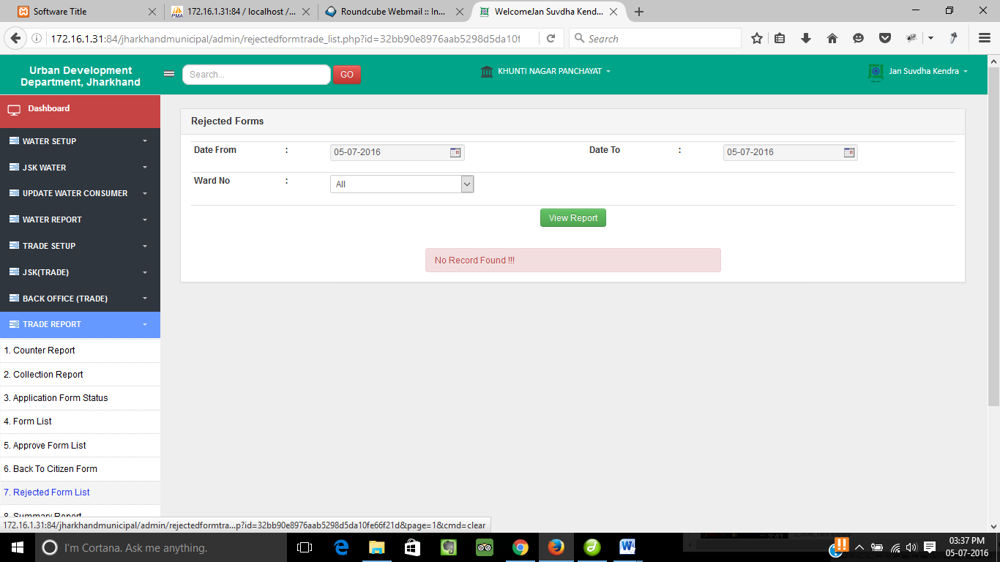 Software Title
172.16.1.31:84 / localhost /...
Roundcube Webmail :: In...
WelcomeJan Suvdha Kend...
172.16.1.31:84/jharkhandmunicipal/admin/rejectedformtrade_list.php?id=32bb90e8976aab5298d5da10f
Search
Urban Development
Department, Jharkhand
Search...
GO
KHUNTI NAGAR PANCHAYAT
Jan Suvdha Kendra
Dashboard
WATER SETUP
JSK WATER
UPDATE WATER CONSUMER
WATER REPORT
TRADE SETUP
JSK(TRADE)
BACK OFFICE (TRADE)
TRADE REPORT
1. Counter Report
2. Collection Report
3. Application Form Status
4. Form List
5. Approve Form List
6. Back To Citizen Form
7. Rejected Form List
8. Summary Report
Rejected Forms
Date From : 05-07-2016 Date To : 05-07-2016
Ward No : All
View Report
No Record Found !!!
172.16.1.31:84/jharkhandmunicipal/admin/rejectedformtra...p?id=32bb90e8976aab5298d5da10fe66f21d&page=1&cmd=clear
I'm Cortana. Ask me anything.
03:37 PM
05-07-2016